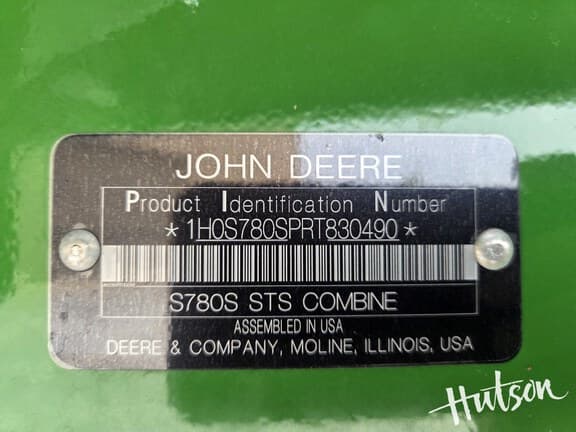 JOHN DEERE
Product Identification Number
*1H0S780SPRT830490*
S780S STS COMBINE
ASSEMBLED IN USA
DEERE & COMPANY, MOLINE, ILLINOIS, USA
Hutson